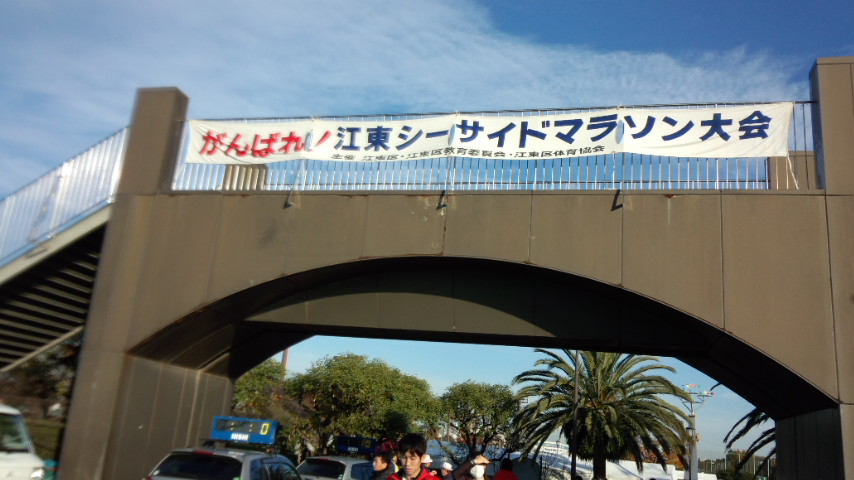 がんばれ!江東シーサイドマラソン大会
主催 江東区・江東区教育委員会・江東区体育協会